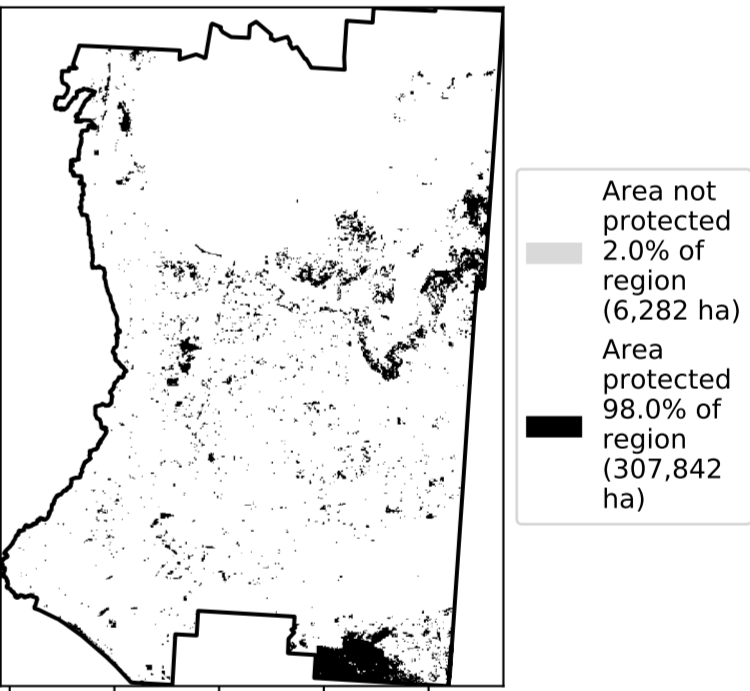 Area not
protected
2.0% of
region
(6,282 ha)
Area
protected
98.0% of
region
(307,842
ha)